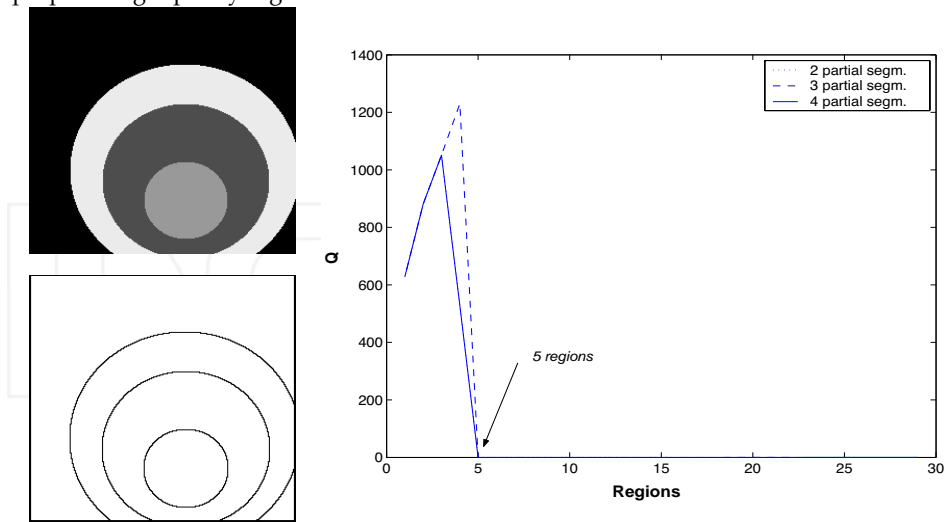 1400
1200
1000
800
600
400
200
0
Q
2 partial segm.
3 partial segm.
4 partial segm.
5 regions
0 5 10 15 20 25 30
Regions